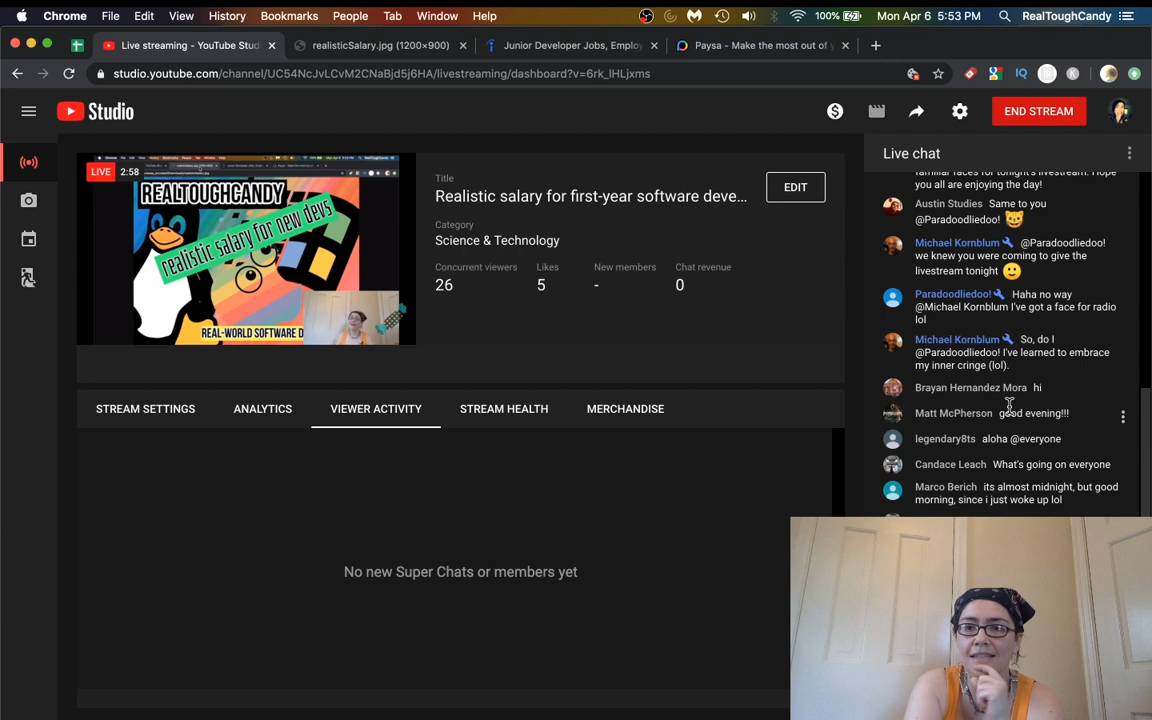 Chrome File Edit View History Bookmarks People Tab Window Help 100% Mon Apr 6 5:53 PM RealToughCandy
Live streaming - YouTube Stud realisticSalary.jpg (1200×900) Junior Developer Jobs, Employ Paysa - Make the most out of y
studio.youtube.com/channel/UC54NcJvLCvM2CNaBjd5j6HA/livestreaming/dashboard?v=6rk_lHLjxms
Studio
END STREAM
LIVE 2:58
REALTOUGHCANDY
realistic salary for new devs
REAL-WORLD SOFTWARE D
Title
Realistic salary for first-year software deve...
EDIT
Category
Science & Technology
Concurrent viewers Likes New members Chat revenue
26 5 - 0
STREAM SETTINGS ANALYTICS VIEWER ACTIVITY STREAM HEALTH MERCHANDISE
No new Super Chats or members yet
Live chat
familiar faces for tonight's livestream. Hope
you all are enjoying the day!
Austin Studies Same to you
@Paradoodliedoo!
Michael Kornblum @Paradoodliedoo!
we knew you were coming to give the
livestream tonight
Paradoodliedoo! Haha no way
@Michael Kornblum I've got a face for radio
lol
Michael Kornblum So, do I
@Paradoodliedoo! I've learned to embrace
my inner cringe (lol).
Brayan Hernandez Mora hi
Matt McPherson good evening!!!
legendary8ts aloha @everyone
Candace Leach What's going on everyone
Marco Berich its almost midnight, but good
morning, since i just woke up lol